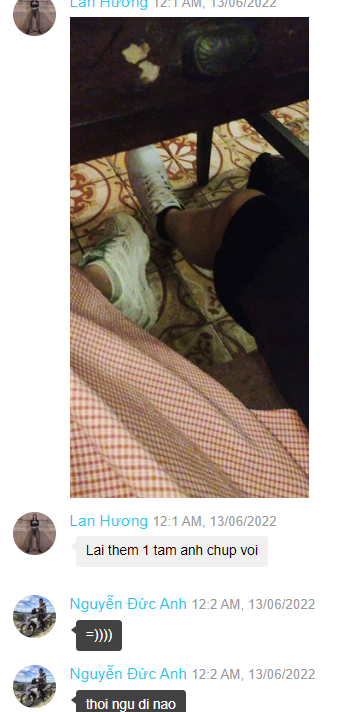 Lan Hương 12:1 AM, 13/06/2022
Lan Hương 12:1 AM, 13/06/2022
Lai them 1 tam anh chup voi
Nguyễn Đức Anh 12:2 AM, 13/06/2022
=))))
Nguyễn Đức Anh 12:2 AM, 13/06/2022
thoi ngu di nao